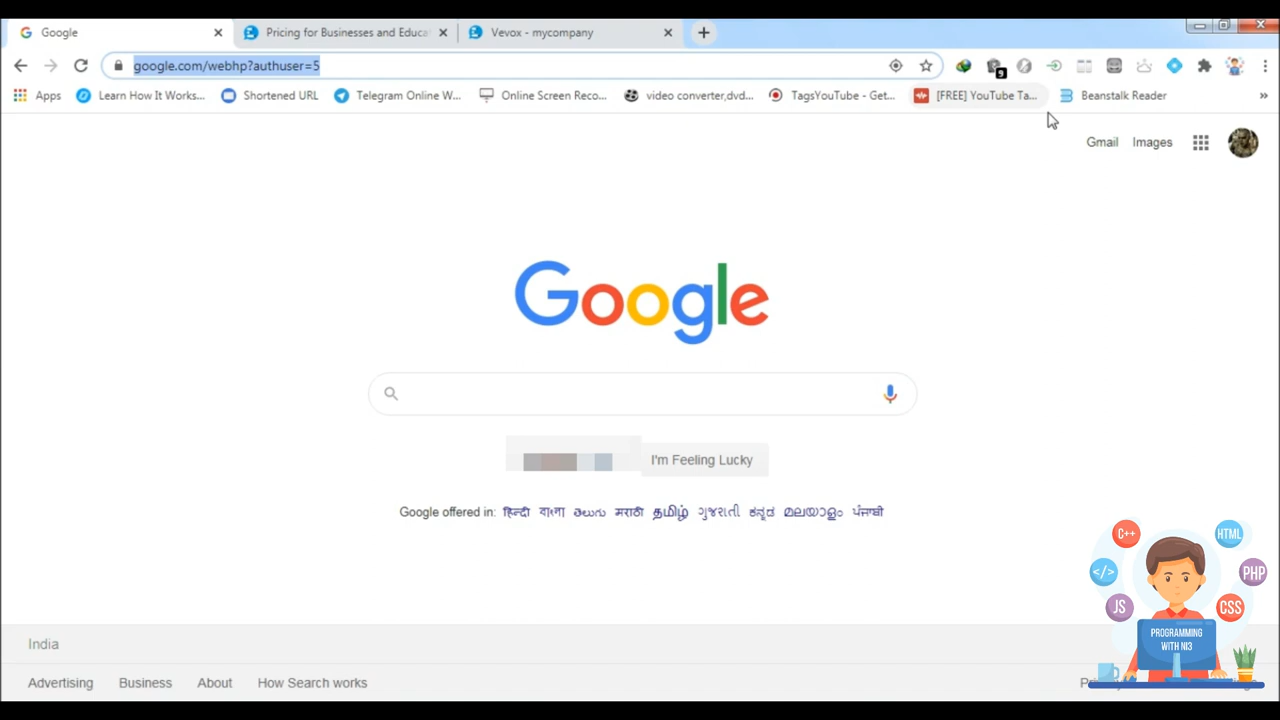 Google
Pricing for Businesses and Educa
Vevox - mycompany
google.com/webhp?authuser=5
9
Apps
Learn How It Works...
Shortened URL
Telegram Online W...
Online Screen Reco...
video converter,dvd...
TagsYouTube - Get...
[FREE] YouTube Ta...
Beanstalk Reader
»
Gmail
Images
Google
I'm Feeling Lucky
Google offered in: हिन्दी বাংলা తెలుగు मराठी தமிழ் ગુજરાતી ಕನ್ನಡ മലയാളം ਪੰਜਾਬੀ
C++
HTML
</>
PHP
JS
CSS
PROGRAMMING
WITH NI3
India
Advertising
Business
About
How Search works